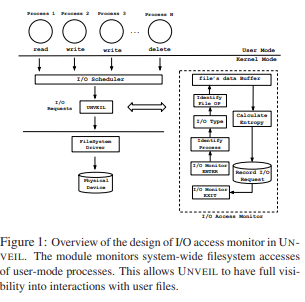 Process 1 Process 2 Process 3 Process N
...
read write write delete
User Mode
Kernel Mode
I/O Scheduler
I/O
Requests
UNVEIL
FileSystem
Driver
Physical
Device
file's data Buffer
Identify
File OP
I/O Type
Calculate
Entropy
Identify
Process
I/O Monitor
ENTER
Record I/O
Request
I/O Monitor
EXIT
I/O Access Monitor
Figure 1: Overview of the design of I/O access monitor in UN-
VEIL. The module monitors system-wide filesystem accesses
of user-mode processes. This allows UNVEIL to have full visi-
bility into interactions with user files.